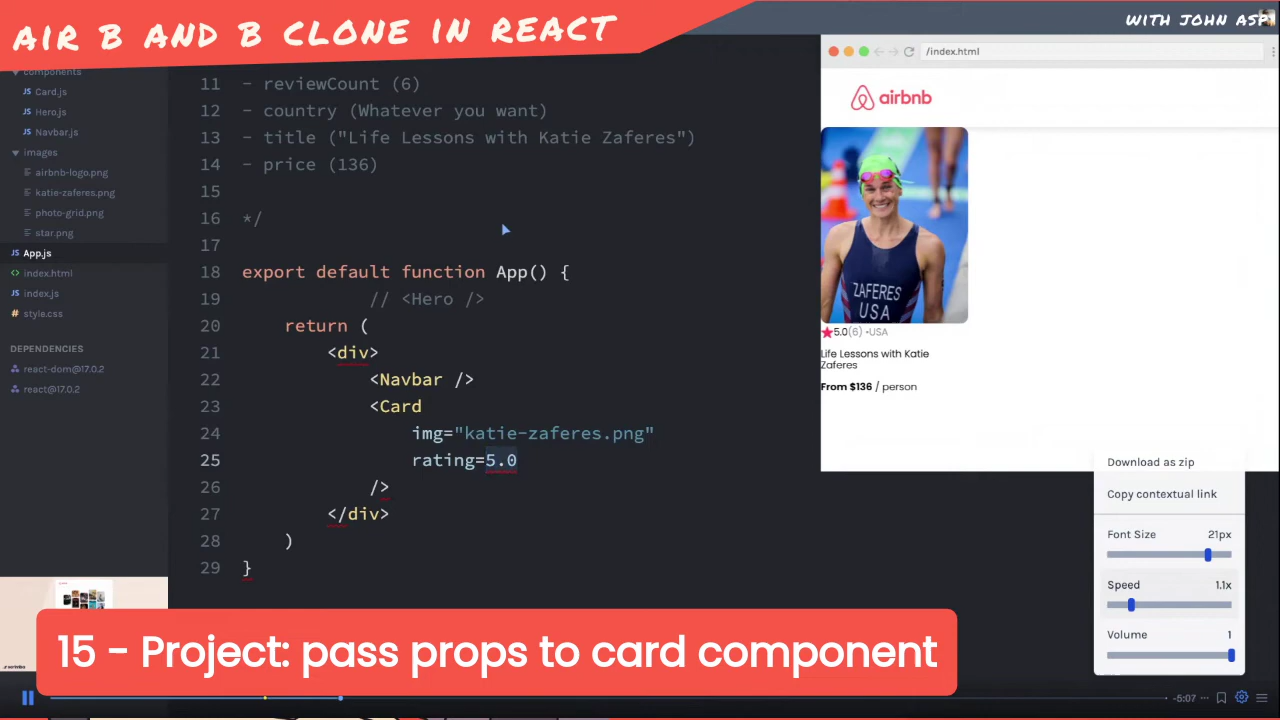 AIR B AND B CLONE IN REACT
WITH JOHN ASP1
components
JS Card.js
JS Hero.js
JS Navbar.js
images
airbnb-logo.png
katie-zaferes.png
photo-grid.png
star.png
JS App.js
<> index.html
JS index.js
# style.css
DEPENDENCIES
react-dom@17.0.2
react@17.0.2
11 - reviewCount (6)
12 - country (Whatever you want)
13 - title ("Life Lessons with Katie Zaferes")
14 - price (136)
15
16 */
17
18 export default function App() {
19 // <Hero />
20 return (
21 <div>
22 <Navbar />
23 <Card
24 img="katie-zaferes.png"
25 rating=5.0
26 />
27 </div>
28 )
29 }
/index.html
airbnb
ZAFERES
USA
5.0(6) •USA
Life Lessons with Katie
Zaferes
From $136 / person
Download as zip
Copy contextual link
Font Size 21px
Speed 1.1x
Volume 1
15 - Project: pass props to card component
-5:07